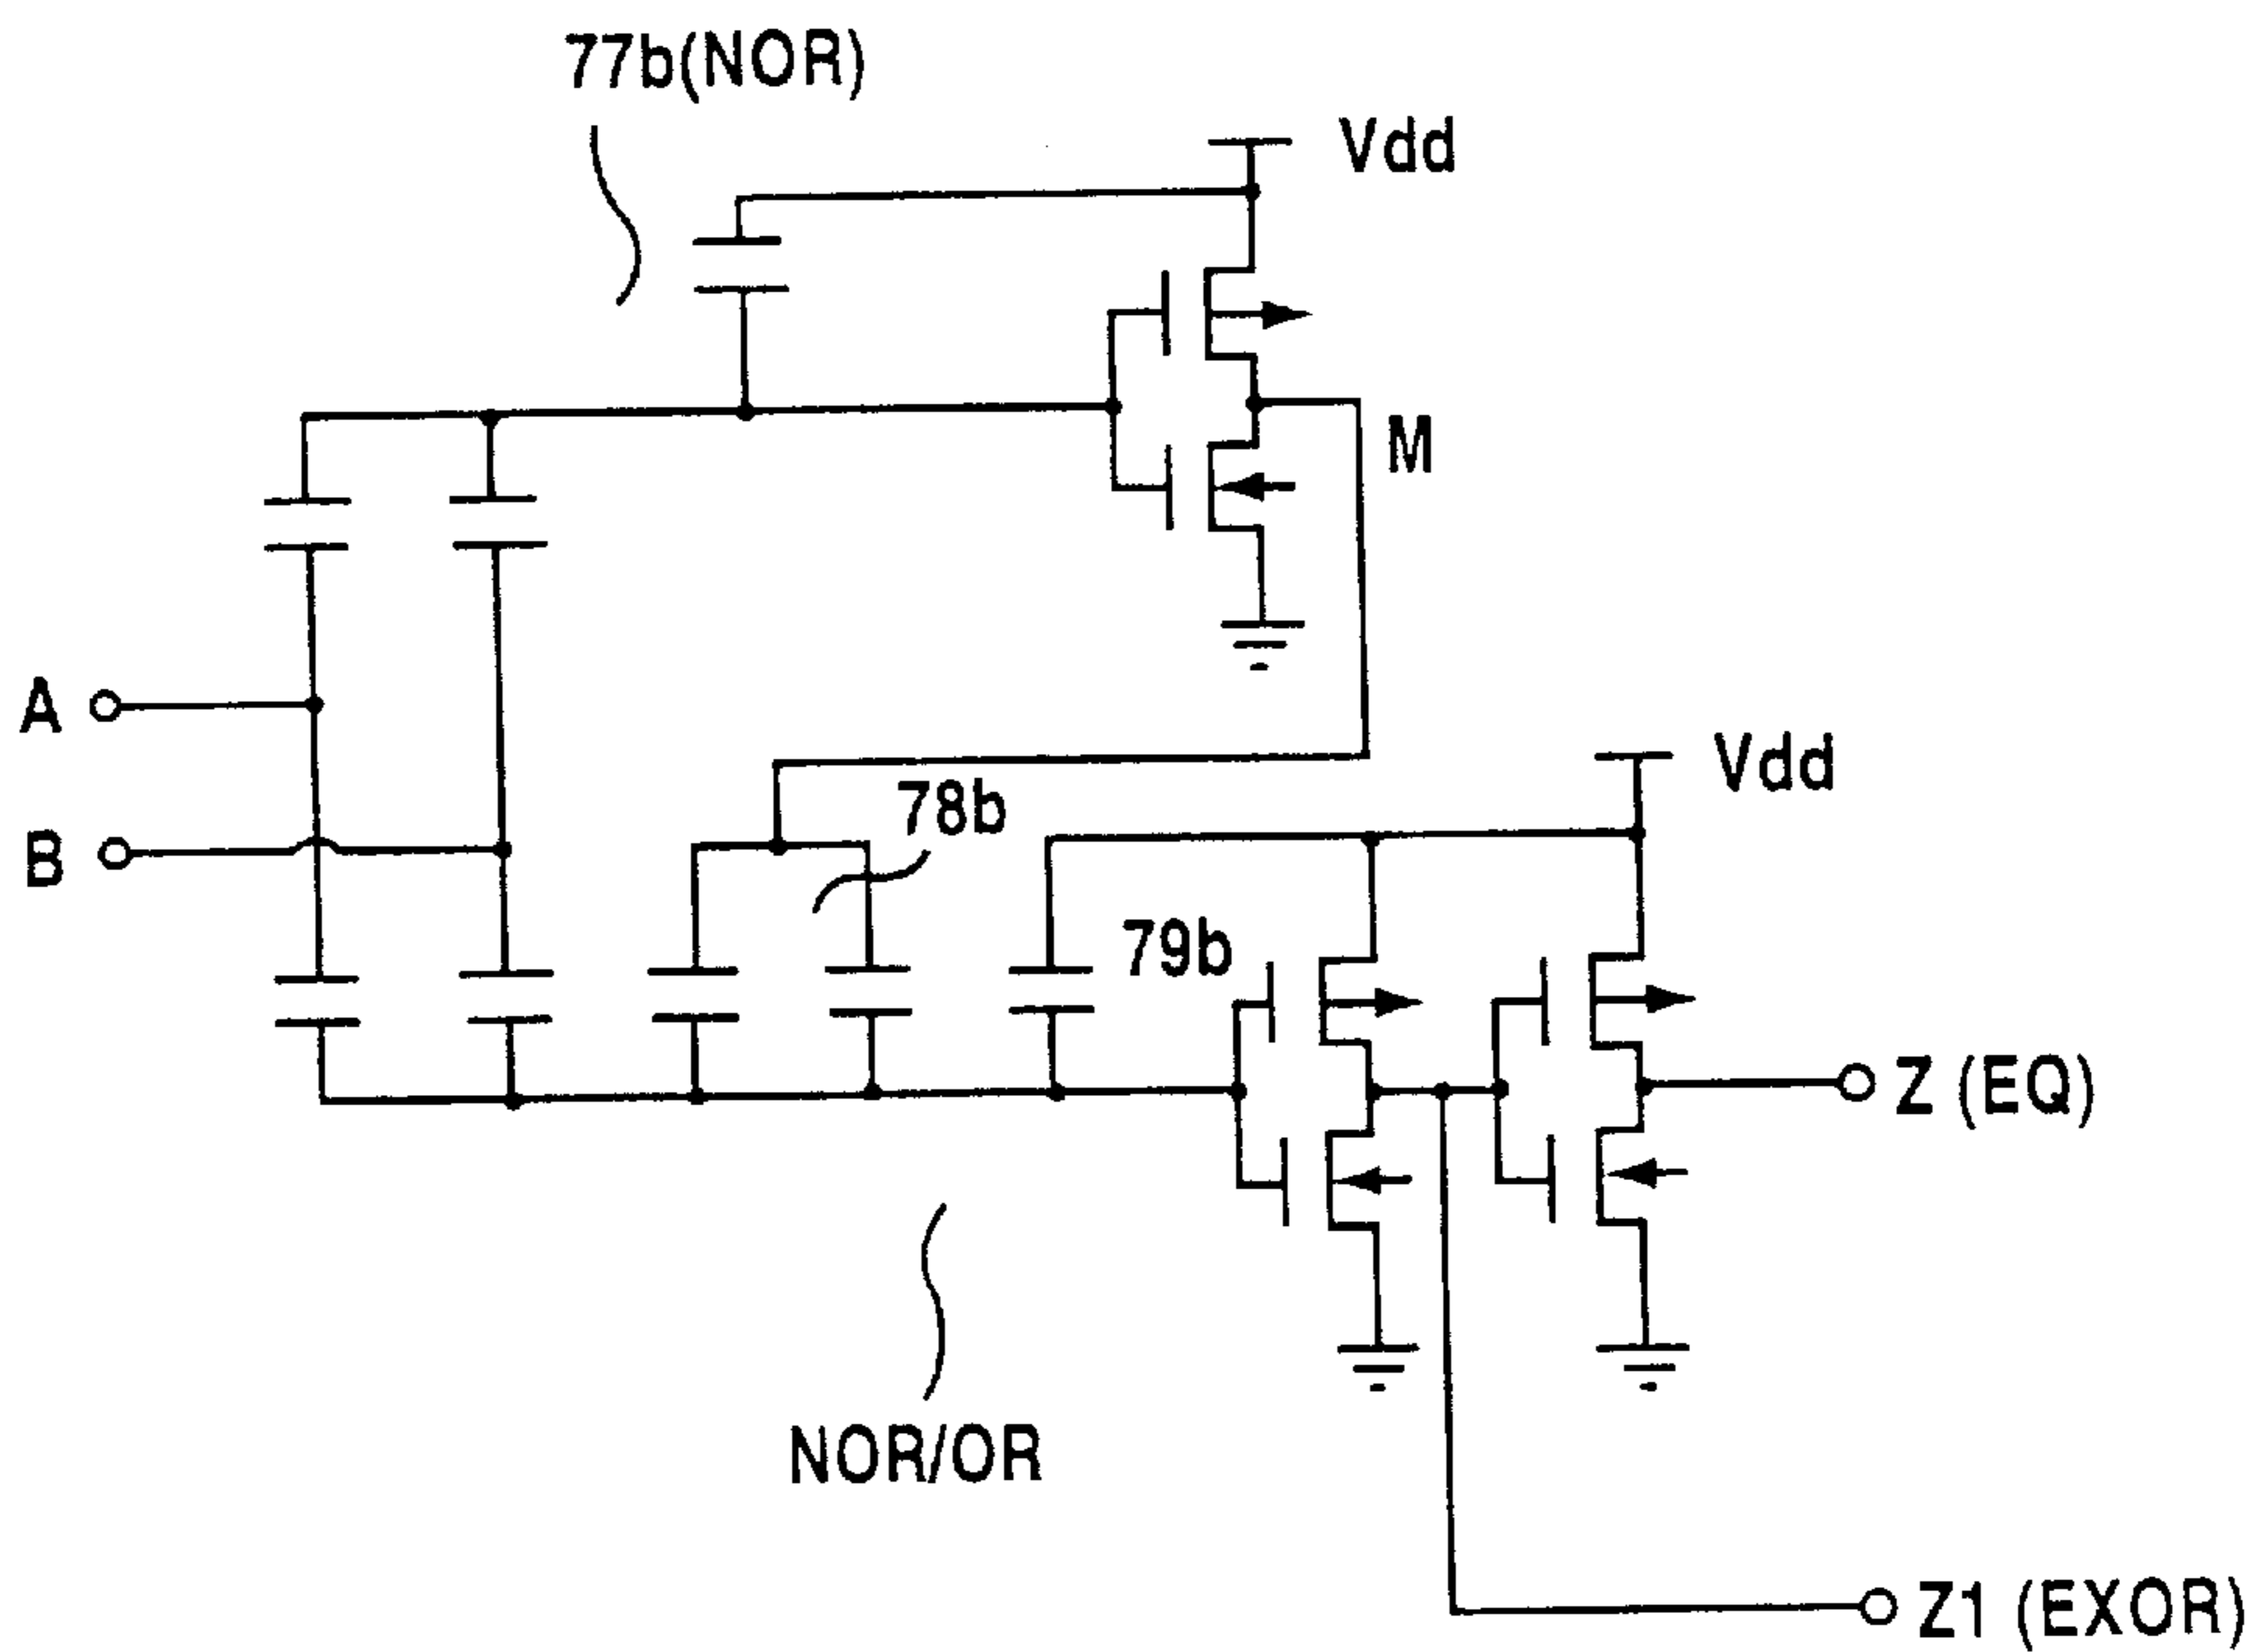 77b(NOR)
Vdd
M
A
Vdd
78b
B
79b
Z (EQ)
NOR/OR
Z1 (EXOR)